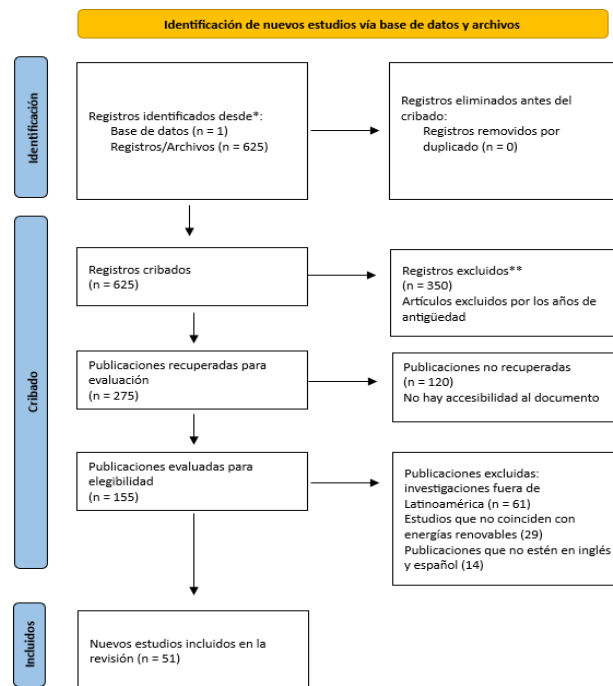 Identificación de nuevos estudios vía base de datos y archivos
Identificación
Registros identificados desde*:
Base de datos (n = 1)
Registros/Archivos (n = 625)
Registros eliminados antes del
cribado:
Registros removidos por
duplicado (n = 0)
Cribado
Registros cribados
(n = 625)
Registros excluidos**
(n = 350)
Artículos excluidos por los años de
antigüedad
Publicaciones recuperadas para
evaluación
(n = 275)
Publicaciones no recuperadas
(n = 120)
No hay accesibilidad al documento
Publicaciones evaluadas para
elegibilidad
(n = 155)
Publicaciones excluidas:
investigaciones fuera de
Latinoamérica (n = 61)
Estudios que no coinciden con
energías renovables (29)
Publicaciones que no estén en inglés
y español (14)
Incluidos
Nuevos estudios incluidos en la
revisión (n = 51)